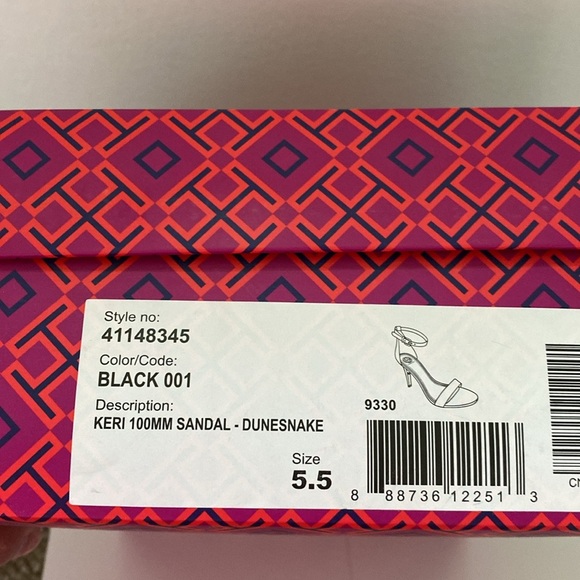 Style no:
41148345
Color/Code:
BLACK 001
Description:
KERI 100MM SANDAL - DUNESNAKE
9330
Size
5.5
8 88736 12251 3
CN